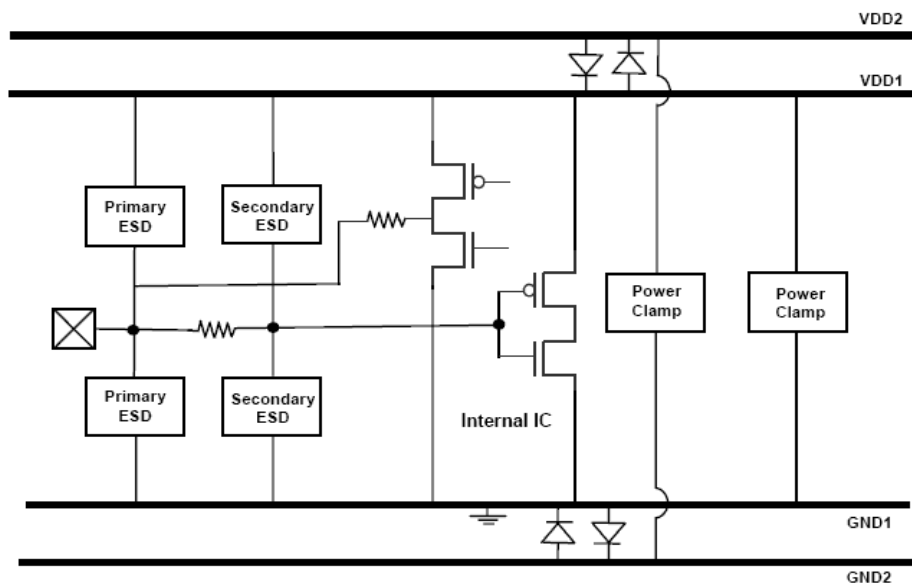 VDD2
VDD1
Primary
ESD
Secondary
ESD
Power
Clamp
Power
Clamp
Primary
ESD
Secondary
ESD
Internal IC
GND1
GND2